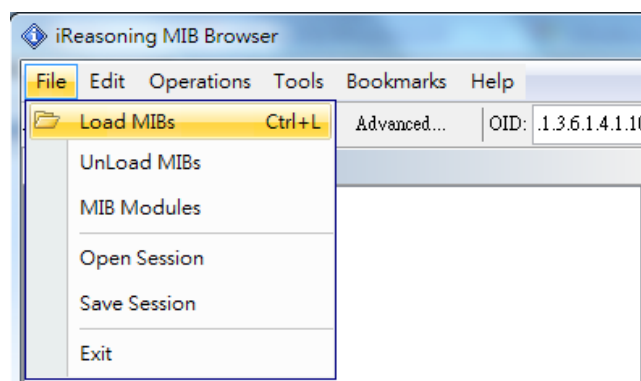 iReasoning MIB Browser
File Edit Operations Tools Bookmarks Help
Load MIBs Ctrl+L Advanced... OID: .1.3.6.1.4.1.10
UnLoad MIBs
MIB Modules
Open Session
Save Session
Exit